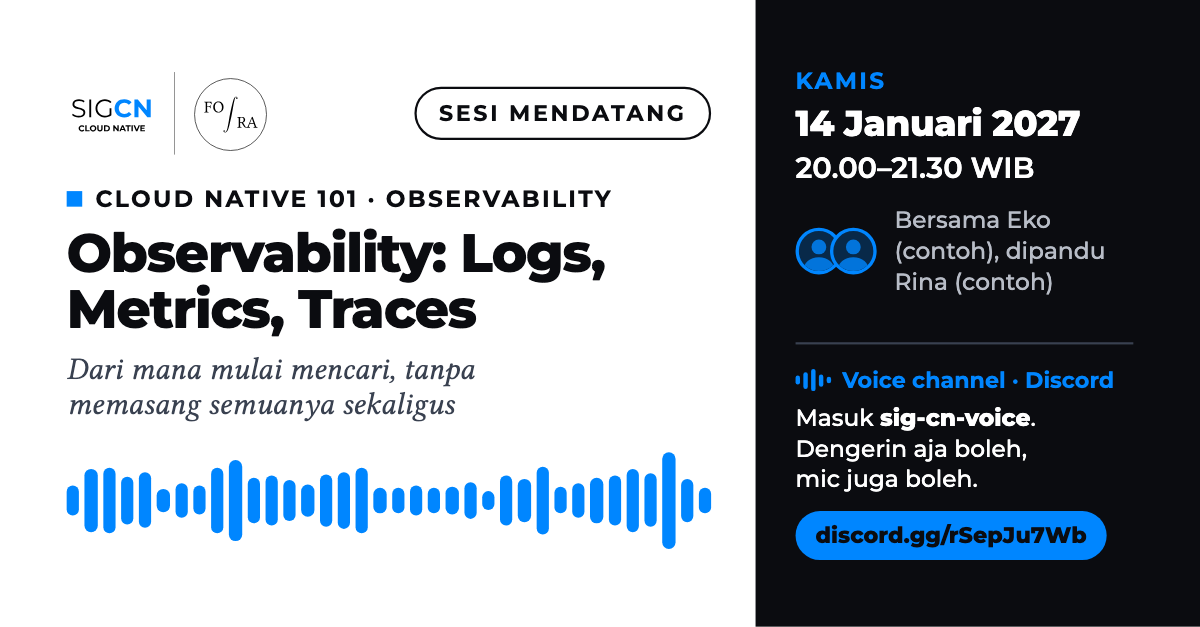 SIGCN
CLOUD NATIVE
FO
RA
SESI MENDATANG
CLOUD NATIVE 101 · OBSERVABILITY
Observability: Logs,
Metrics, Traces
Dari mana mulai mencari, tanpa
memasang semuanya sekaligus
KAMIS
14 Januari 2027
20.00–21.30 WIB
Bersama Eko
(contoh), dipandu
Rina (contoh)
Voice channel · Discord
Masuk sig-cn-voice.
Dengerin aja boleh,
mic juga boleh.
discord.gg/rSepJu7Wb